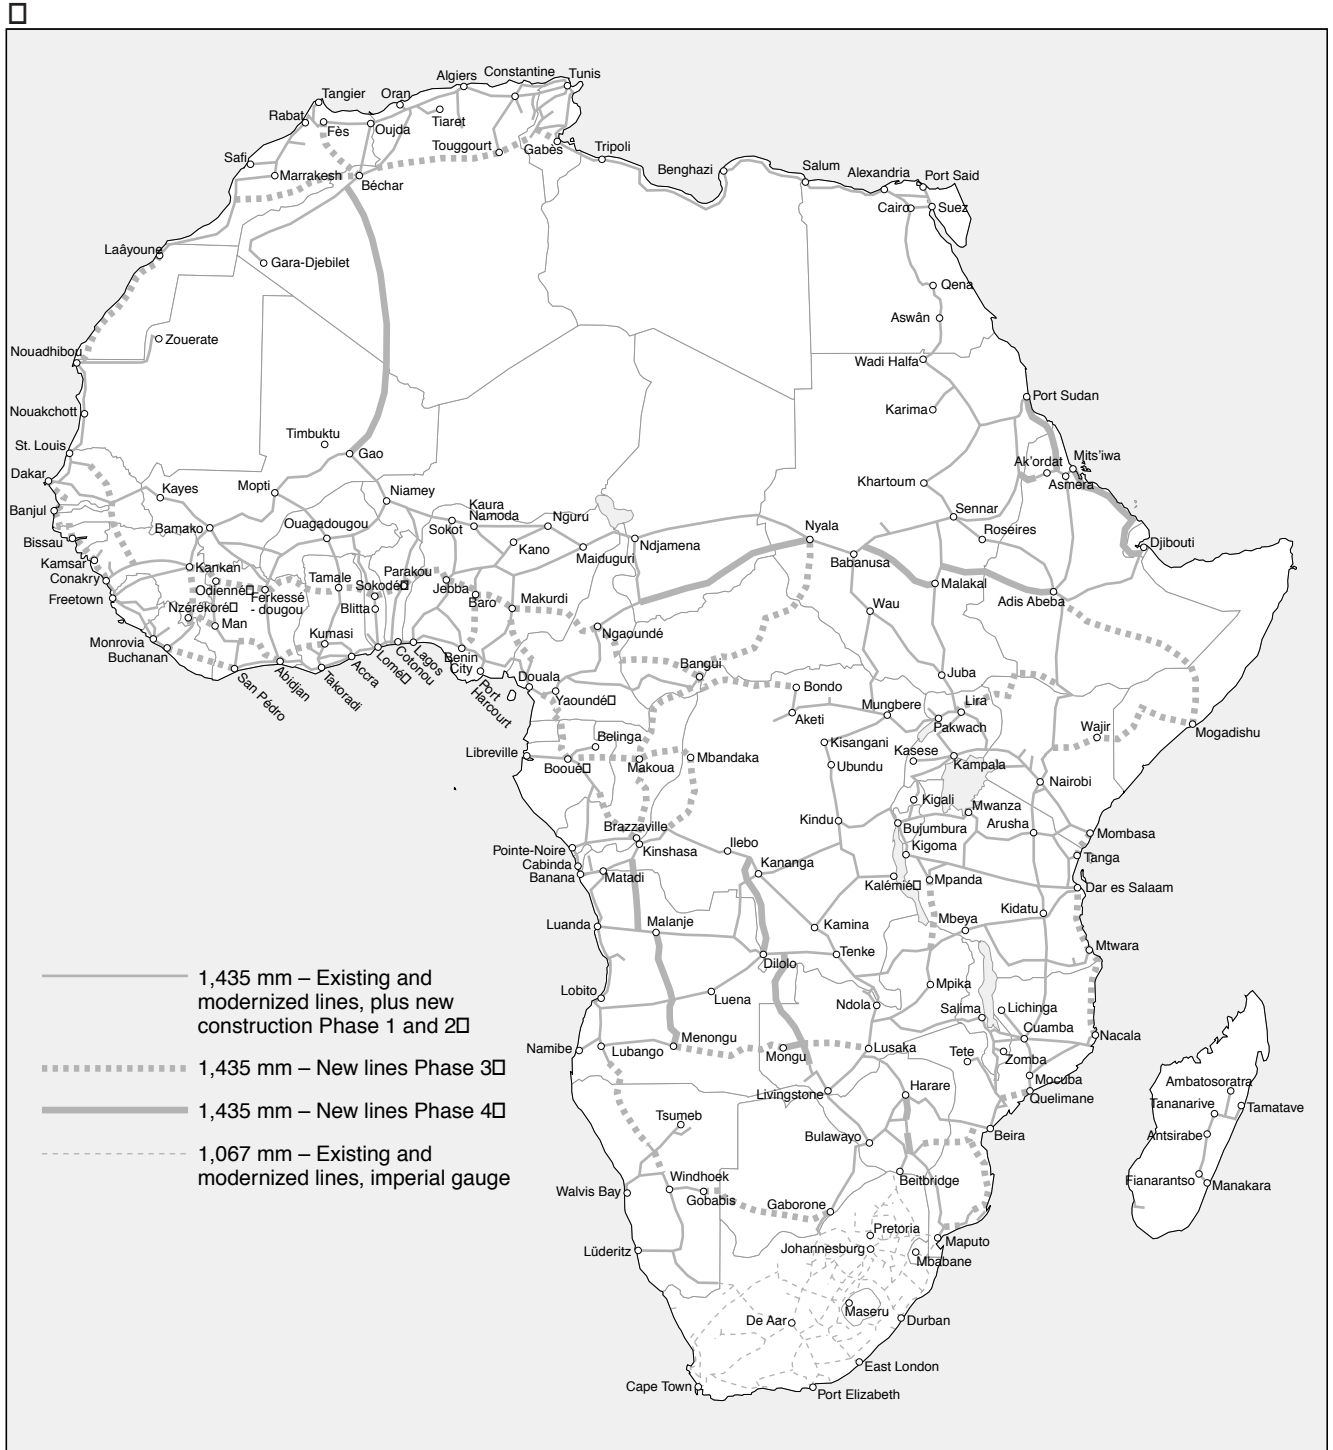 Algiers
Constantine
Tunis
Tangier
Oran
Rabat
Fès
Oujda
Tiaret
Touggourt
Gabès
Tripoli
Safi
Marrakesh
Béchar
Benghazi
Salum
Alexandria
Port Said
Cairo
Suez
Laâyoune
Gara-Djebilet
Qena
Aswân
Zouerate
Nouadhibou
Wadi Halfa
Port Sudan
Karima
Nouakchott
Timbuktu
St. Louis
Gao
Mits'iwa
Ak'ordat
Asmera
Dakar
Kayes
Mopti
Niamey
Khartoum
Banjul
Kaura
Namoda
Nguru
Sennar
Bamako
Ouagadougou
Sokot
Nyala
Roseires
Bissau
Kano
Maiduguri
Ndjamena
Djibouti
Kamsar
Kankan
Parakou
Babanusa
Conakry
Odienné
Tamale
Sokodé
Jebba
Malakal
Freetown
Ferkessé
-dougou
Baro
Makurdi
Adis Abeba
Nzérékoré
Blitta
Wau
Man
Monrovia
Kumasi
Ngaoundé
Buchanan
Benin
City
Bangui
San Pédro
Abidjan
Takoradi
Accra
Lomé
Cotonou
Lagos
Port
Harcourt
Douala
Juba
Yaoundé
Bondo
Mungbere
Lira
Aketi
Pakwach
Wajir
Mogadishu
Libreville
Belinga
Kisangani
Kasese
Booué
Makoua
Mbandaka
Ubundu
Kampala
Nairobi
Kigali
Mwanza
Kindu
Arusha
Brazzaville
Bujumbura
Mombasa
Pointe-Noire
Kinshasa
Ilebo
Kigoma
Cabinda
Kananga
Tanga
Banana
Matadi
Kalémié
Mpanda
Dar es Salaam
Kidatu
Luanda
Malanje
Kamina
Mbeya
Mtwara
Tenke
Dilolo
1,435 mm – Existing and
modernized lines, plus new
construction Phase 1 and 2
Lobito
Luena
Mpika
Ndola
Salima
Lichinga
Cuamba
Nacala
Menongu
Namibe
Lubango
Mongu
Lusaka
Tete
Zomba
1,435 mm – New lines Phase 3
Mocuba
Ambatosoratra
Livingstone
Harare
Quelimane
Tananarive
Tamatave
1,435 mm – New lines Phase 4
Tsumeb
Bulawayo
Beira
Antsirabe
1,067 mm – Existing and
modernized lines, imperial gauge
Windhoek
Beitbridge
Fianarantso
Manakara
Walvis Bay
Gobabis
Gaborone
Pretoria
Lüderitz
Johannesburg
Maputo
Mbabane
De Aar
Maseru
Durban
East London
Cape Town
Port Elizabeth